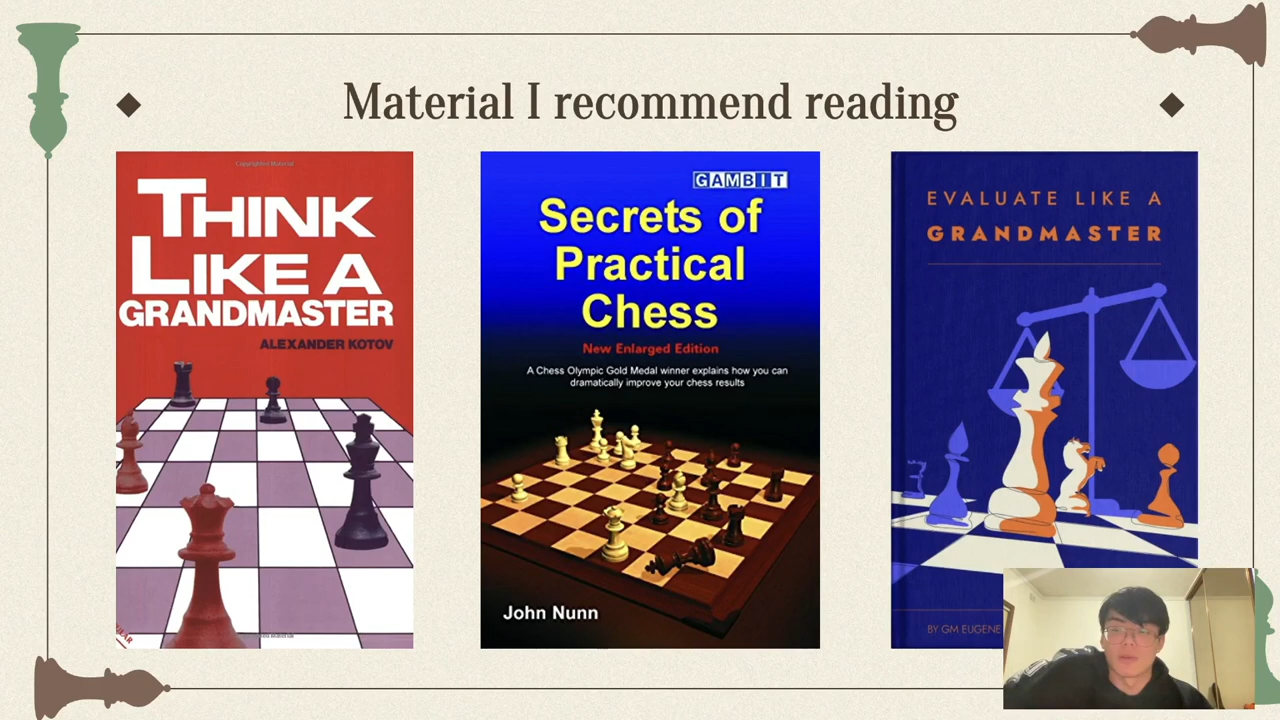 Material I recommend reading
Copyrighted Material
THINK
LIKE A
GRANDMASTER
ALEXANDER KOTOV
GAMBIT
Secrets of
Practical
Chess
New Enlarged Edition
A Chess Olympic Gold Medal winner explains how you can
dramatically improve your chess results
John Nunn
EVALUATE LIKE A
GRANDMASTER
BY GM EUGENE